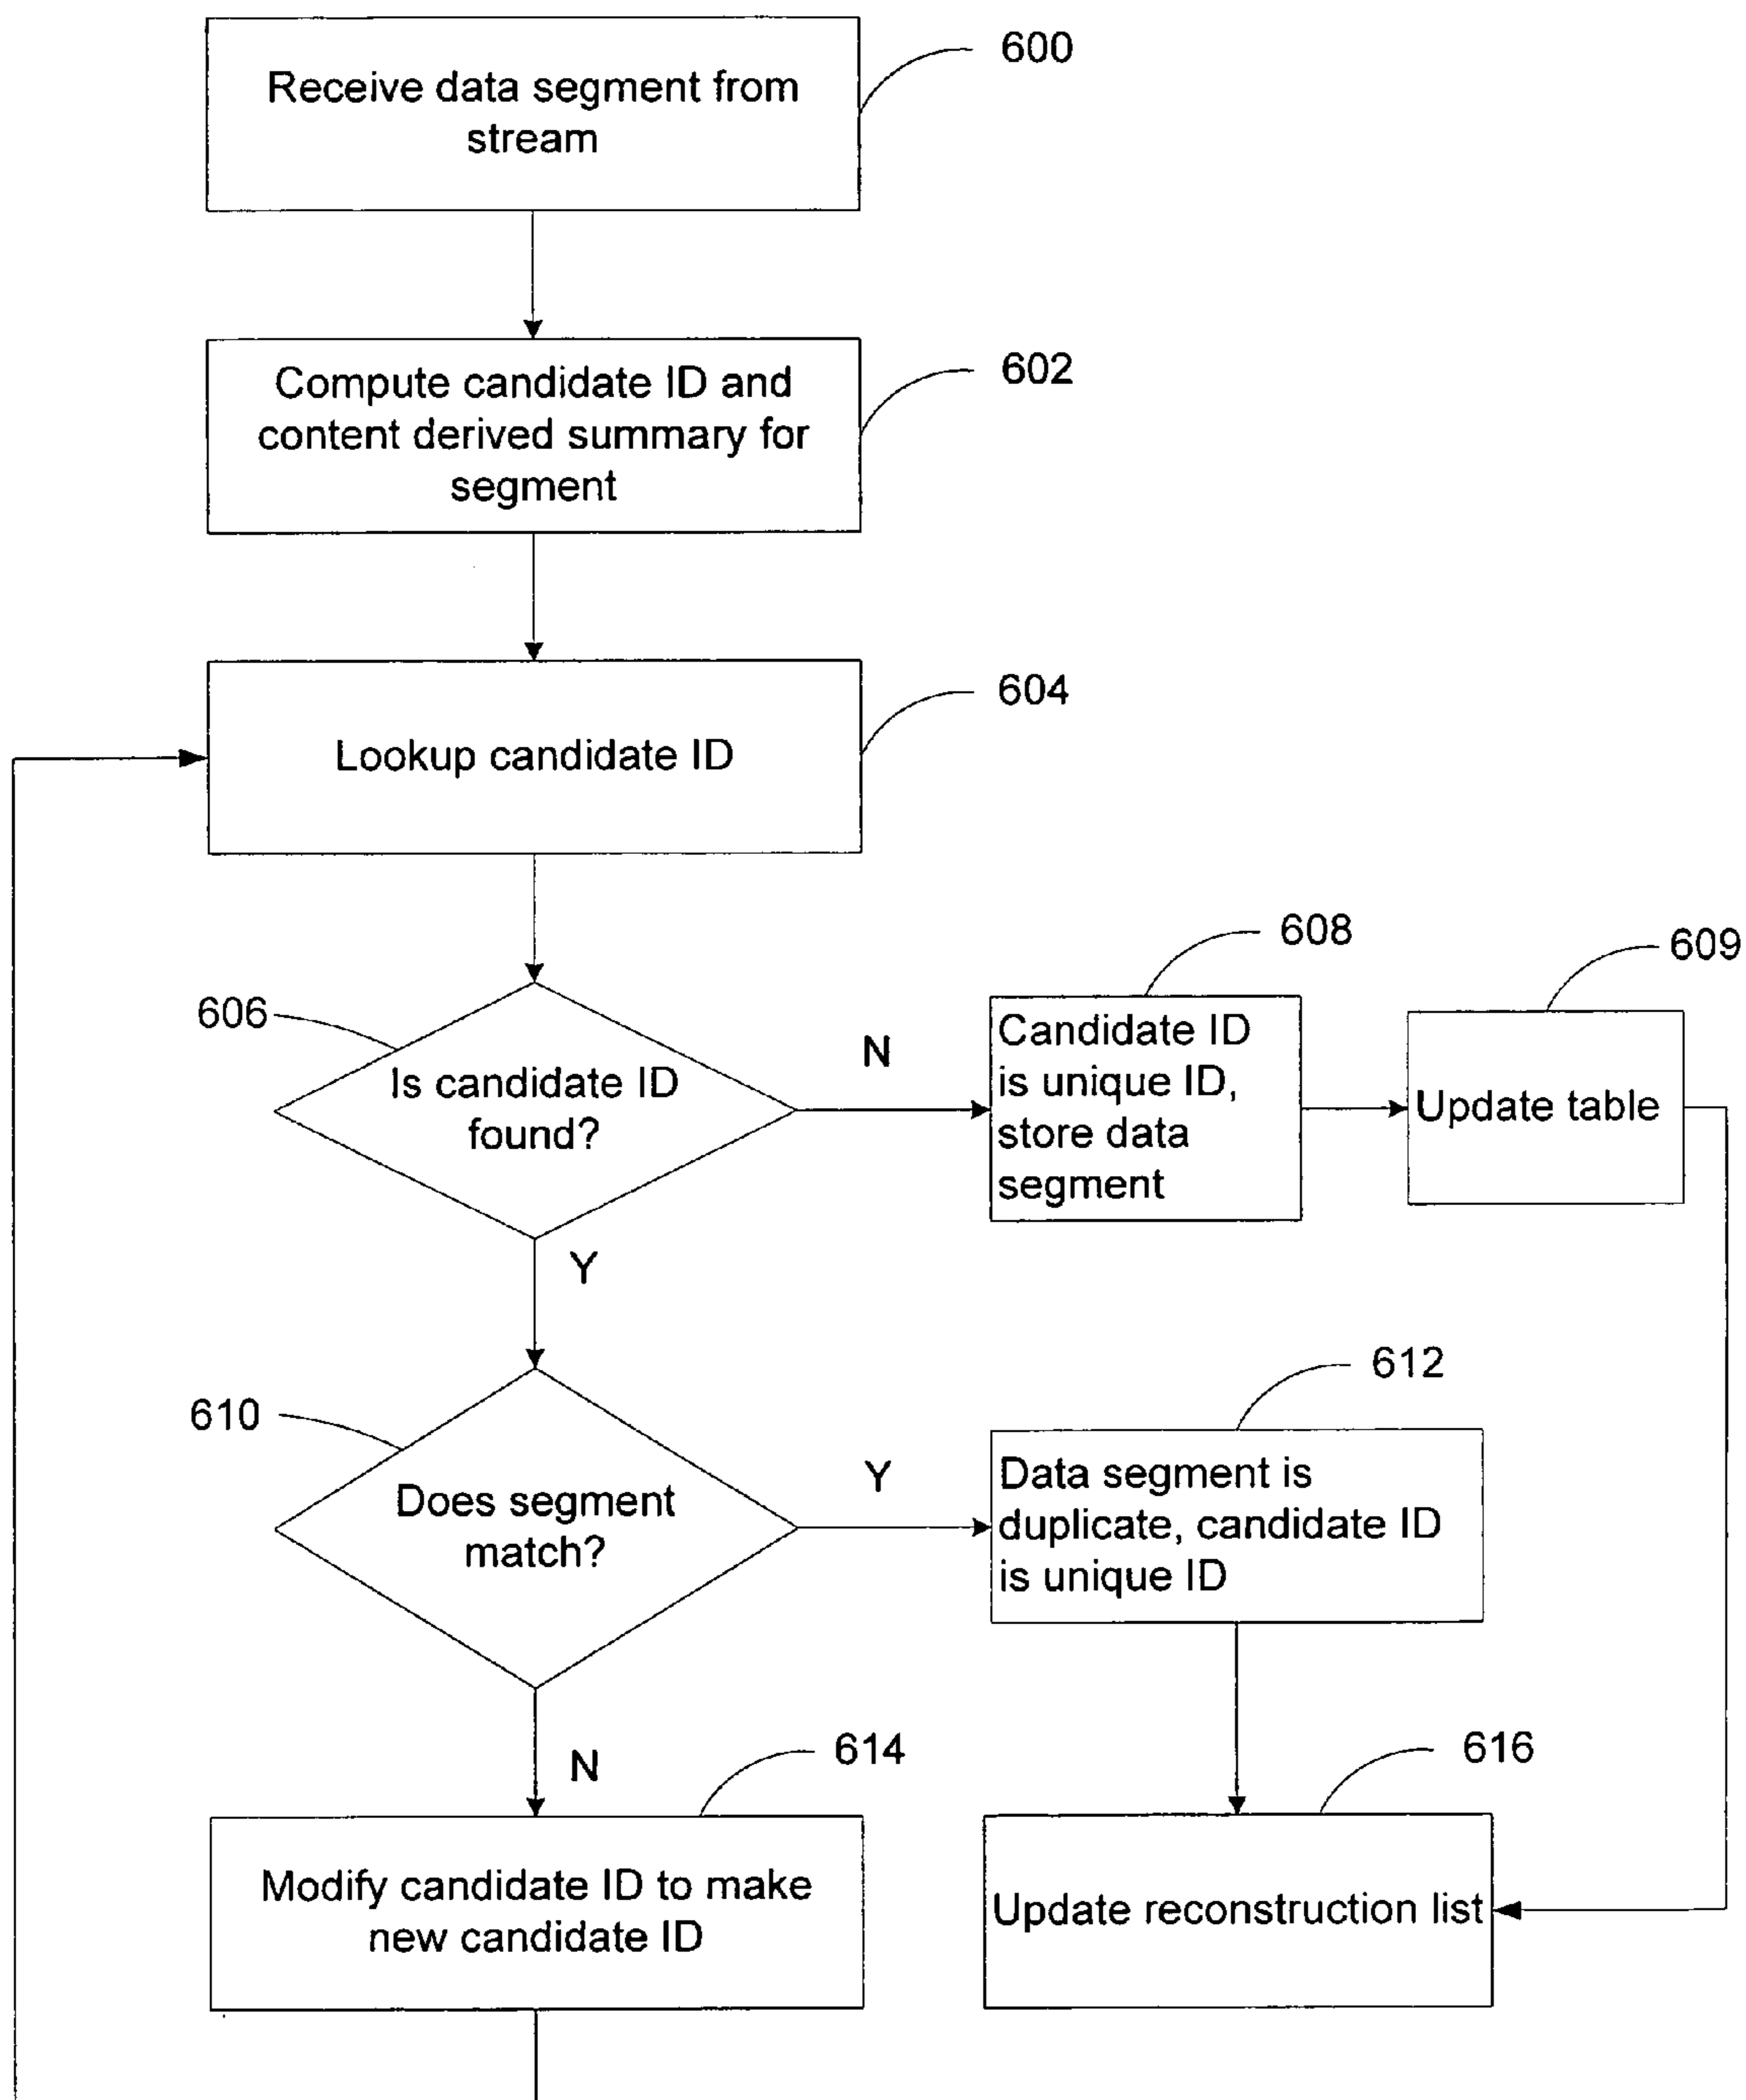 600
Receive data segment from
stream
602
Compute candidate ID and
content derived summary for
segment
604
Lookup candidate ID
608
609
606
N
Candidate ID
is unique ID,
store data
segment
Is candidate ID
found?
Update table
Y
612
610
Y
Data segment is
duplicate, candidate ID
is unique ID
Does segment
match?
614
616
N
Modify candidate ID to make
new candidate ID
Update reconstruction list